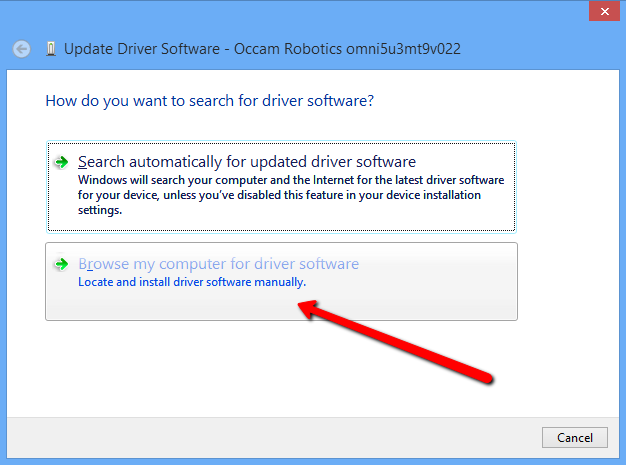 Update Driver Software - Occam Robotics omni5u3mt9v022
How do you want to search for driver software?
Search automatically for updated driver software
Windows will search your computer and the Internet for the latest driver software
for your device, unless you've disabled this feature in your device installation
settings.
Browse my computer for driver software
Locate and install driver software manually.
Cancel